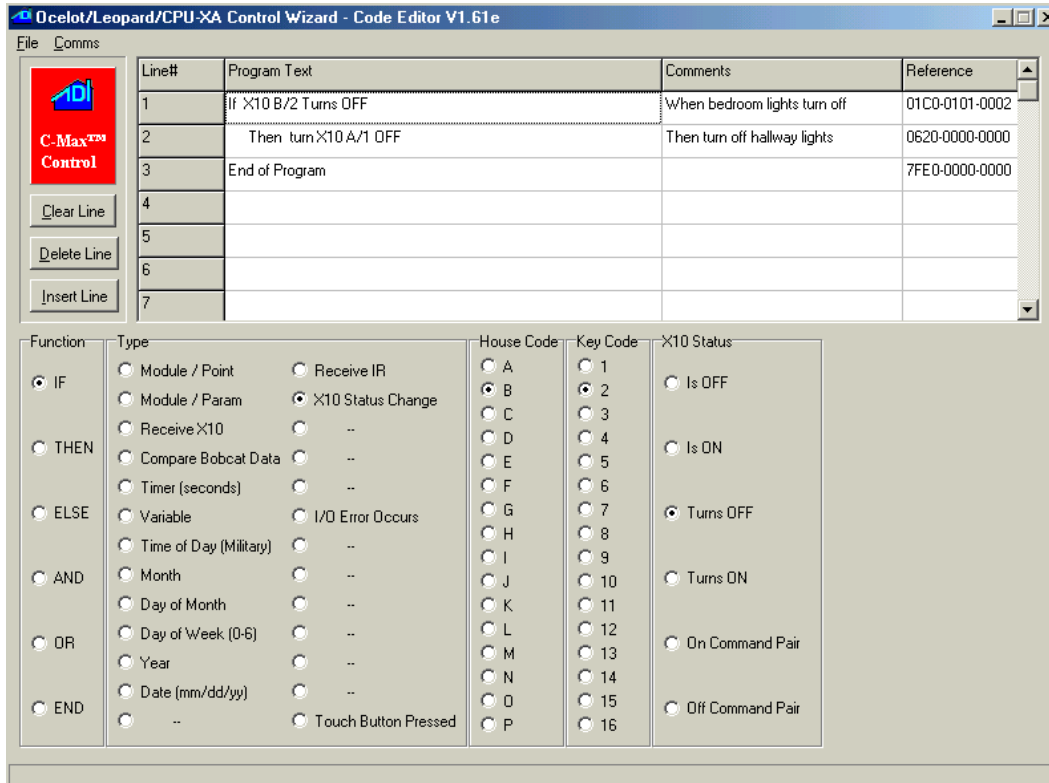 Ocelot/Leopard/CPU-XA Control Wizard - Code Editor V1.61e
File Comms
ADI
C-Max™ Control
Clear Line
Delete Line
Insert Line
Line# Program Text Comments Reference
1 If X10 B/2 Turns OFF When bedroom lights turn off 01C0-0101-0002
2 Then turn X10 A/1 OFF Then turn off hallway lights 0620-0000-0000
3 End of Program 7FE0-0000-0000
4
5
6
7
Function
IF
THEN
ELSE
AND
OR
END
Type
Module / Point
Module / Param
Receive X10
Compare Bobcat Data
Timer (seconds)
Variable
Time of Day (Military)
Month
Day of Month
Day of Week (0-6)
Year
Date (mm/dd/yy)
--
Receive IR
X10 Status Change
--
--
--
I/O Error Occurs
--
--
--
--
--
--
Touch Button Pressed
House Code
A
B
C
D
E
F
G
H
I
J
K
L
M
N
O
P
Key Code
1
2
3
4
5
6
7
8
9
10
11
12
13
14
15
16
X10 Status
Is OFF
Is ON
Turns OFF
Turns ON
On Command Pair
Off Command Pair